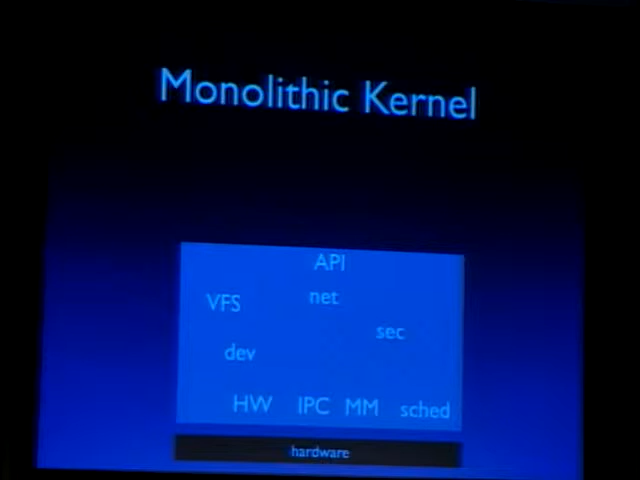 Monolithic Kernel
API
VFS net
sec
dev
HW IPC MM sched
hardware